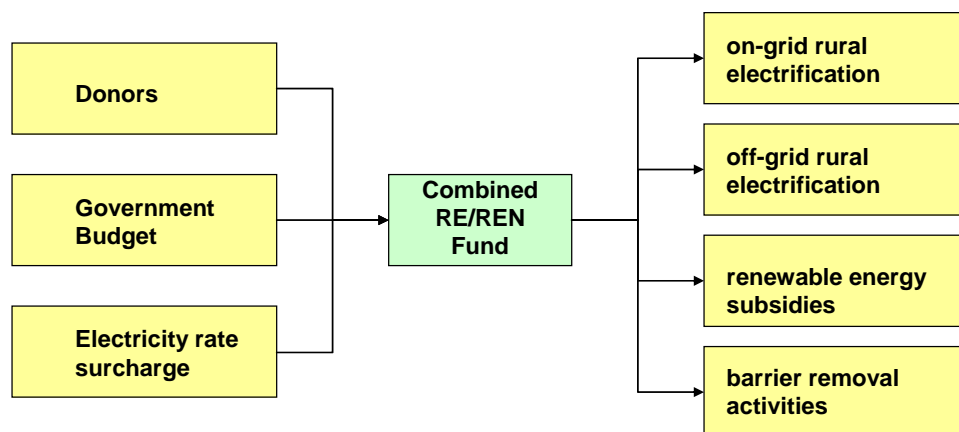 Donors
Government
Budget
Electricity rate
surcharge
Combined
RE/REN
Fund
on-grid rural
electrification
off-grid rural
electrification
renewable energy
subsidies
barrier removal
activities